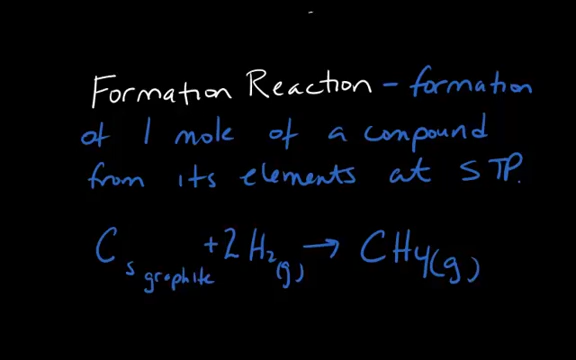 Formation Reaction - formation
of 1 mole of a compound
from its elements at STP.
C s graphite + 2 H2 (g) → CH4 (g)